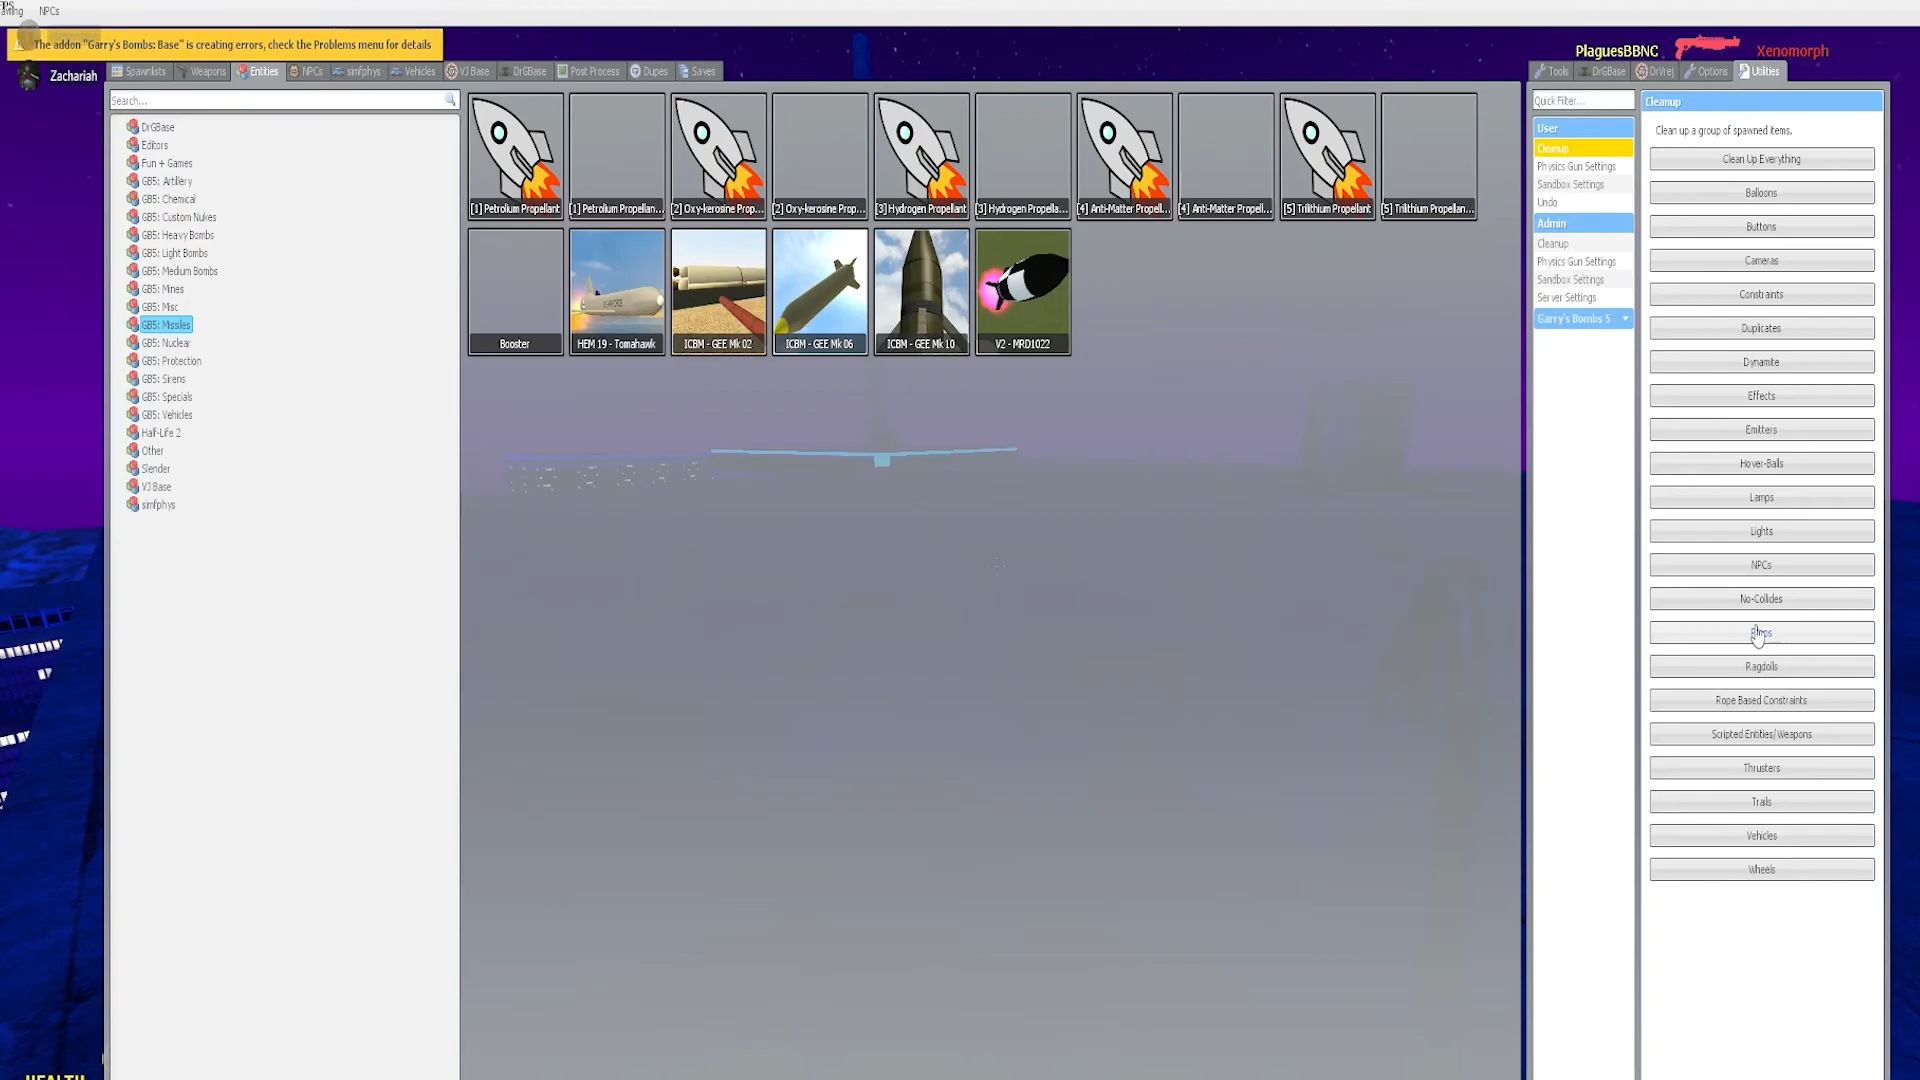 NPCs
The addon "Garry's Bombs: Base" is creating errors, check the Problems menu for details
PlaguesBBNC
Xenomorph
Zachariah
Spawnlists
Weapons
Entities
NPCs
simfphys
Vehicles
VJ Base
DrGBase
Post Process
Dupes
Saves
Tools
DrGBase
DrVrej
Options
Utilities
Search...
DrGBase
Editors
Fun + Games
GB5: Artillery
GB5: Chemical
GB5: Custom Nukes
GB5: Heavy Bombs
GB5: Light Bombs
GB5: Medium Bombs
GB5: Mines
GB5: Misc
GB5: Missiles
GB5: Nuclear
GB5: Protection
GB5: Sirens
GB5: Specials
GB5: Vehicles
Half-Life 2
Other
Slender
VJ Base
simfphys
[1] Petrolium Propellant
[1] Petrolium Propellan...
[2] Oxy-kerosine Prop...
[2] Oxy-kerosine Prop...
[3] Hydrogen Propellant
[3] Hydrogen Propella...
[4] Anti-Matter Propell...
[4] Anti-Matter Propell...
[5] Trilithium Propellant
[5] Trilithium Propellan...
Booster
HEM 19 - Tomahawk
ICBM - GEE Mk 02
ICBM - GEE Mk 06
ICBM - GEE Mk 10
V2 - MRD1022
Quick Filter...
User
Cleanup
Physics Gun Settings
Sandbox Settings
Undo
Admin
Cleanup
Physics Gun Settings
Sandbox Settings
Server Settings
Garry's Bombs 5
Cleanup
Clean up a group of spawned items.
Clean Up Everything
Balloons
Buttons
Cameras
Constraints
Duplicates
Dynamite
Effects
Emitters
Hover-Balls
Lamps
Lights
NPCs
No-Collides
Ragdolls
Rope Based Constraints
Scripted Entities/Weapons
Thrusters
Trails
Vehicles
Wheels
HEALTH